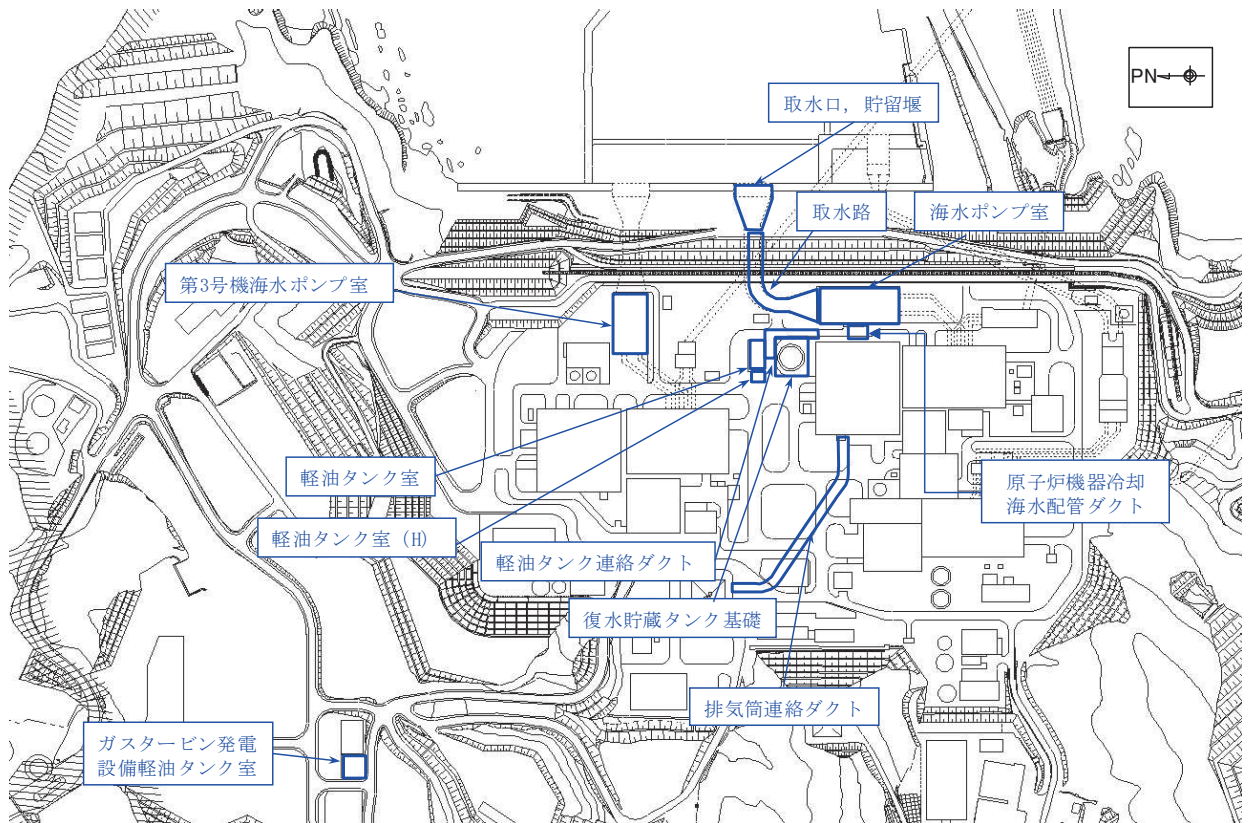 PN
取水口，貯留堰
取水路
海水ポンプ室
第3号機海水ポンプ室
軽油タンク室
軽油タンク室 (H)
軽油タンク連絡ダクト
原子炉機器冷却
海水配管ダクト
復水貯蔵タンク基礎
排気筒連絡ダクト
ガスタービン発電
設備軽油タンク室